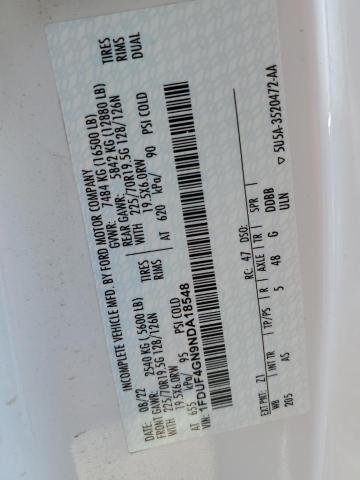 INCOMPLETE VEHICLE MFD. BY FORD MOTOR COMPANY
DATE: 08/22 GVWR: 7484 KG (16500 LB)
FRONT GAWR: 2540 KG (5600 LB) REAR GAWR: 5842 KG (12880 LB)
225/70R19.5G 128/126N TIRES WITH 225/70R19.5G 128/126N TIRES
WITH 19.5X6.0RW RIMS 19.5X6.0RW RIMS
AT 655 kPa/ 95 PSI COLD AT 620 kPa/ 90 PSI COLD DUAL
VIN: 1FDUF4GN9NDA18548
EXT PNT: Z1 RC: 47 DSO:
WB TP/PS R AXLE TR SPR
205 AS 5 48 G DDBB
ULN
▽ 5U5A-3520472-AA